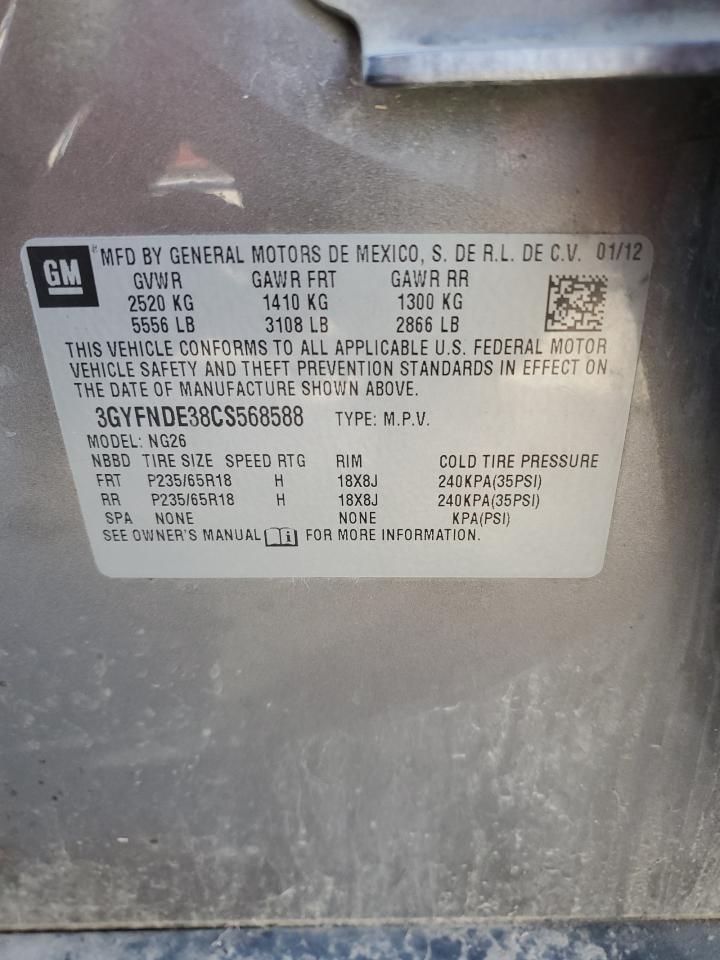 GM MFD BY GENERAL MOTORS DE MEXICO, S. DE R.L. DE C.V. 01/12
GVWR GAWR FRT GAWR RR
2520 KG 1410 KG 1300 KG
5556 LB 3108 LB 2866 LB
THIS VEHICLE CONFORMS TO ALL APPLICABLE U.S. FEDERAL MOTOR
VEHICLE SAFETY AND THEFT PREVENTION STANDARDS IN EFFECT ON
THE DATE OF MANUFACTURE SHOWN ABOVE.
3GYFNDE38CS568588 TYPE: M.P.V.
MODEL: NG26
NBBD TIRE SIZE SPEED RTG RIM COLD TIRE PRESSURE
FRT P235/65R18 H 18X8J 240KPA(35PSI)
RR P235/65R18 H 18X8J 240KPA(35PSI)
SPA NONE NONE KPA(PSI)
SEE OWNER'S MANUAL i FOR MORE INFORMATION.